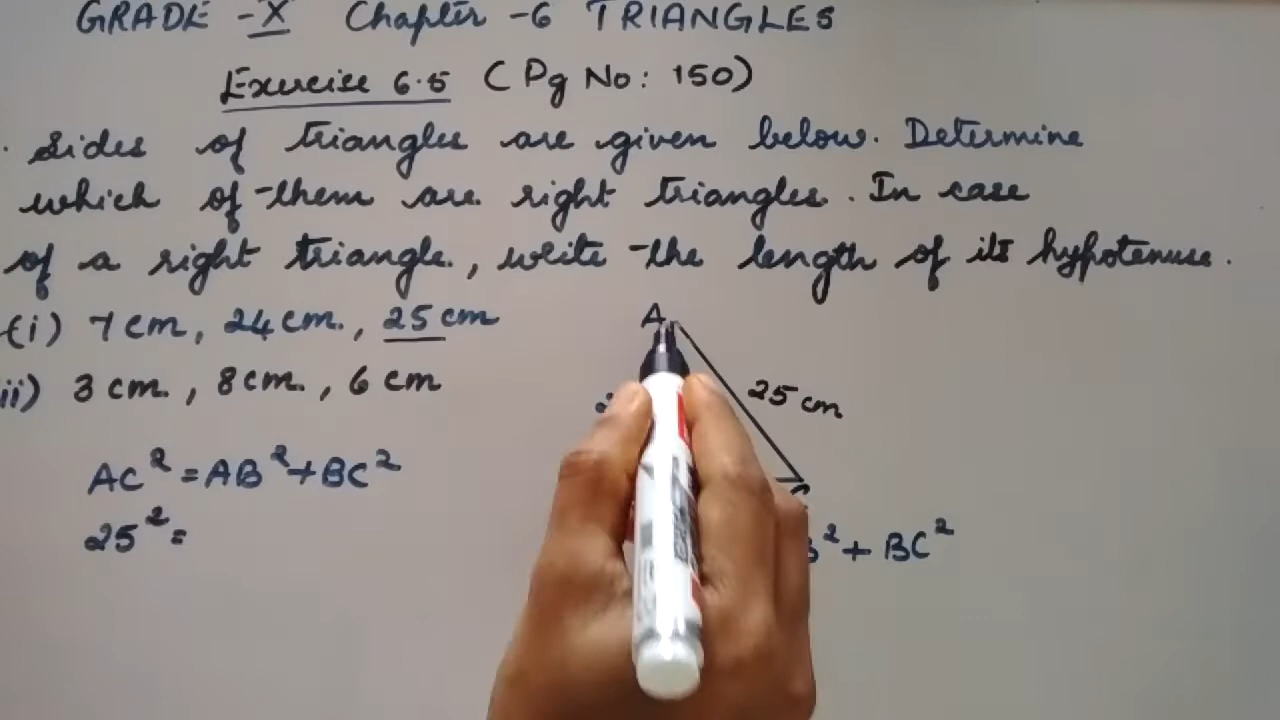 GRADE - X Chapter - 6 TRIANGLES
Exercise 6.5 (Pg No: 150)
. Sides of triangles are given below. Determine
which of them are right triangles. In case
of a right triangle, write the length of its hypotenuse.
(i) 7 cm, 24 cm., 25 cm
ii) 3 cm., 8 cm., 6 cm
A
25 cm
AC² = AB² + BC²
C
25² =
² + BC²